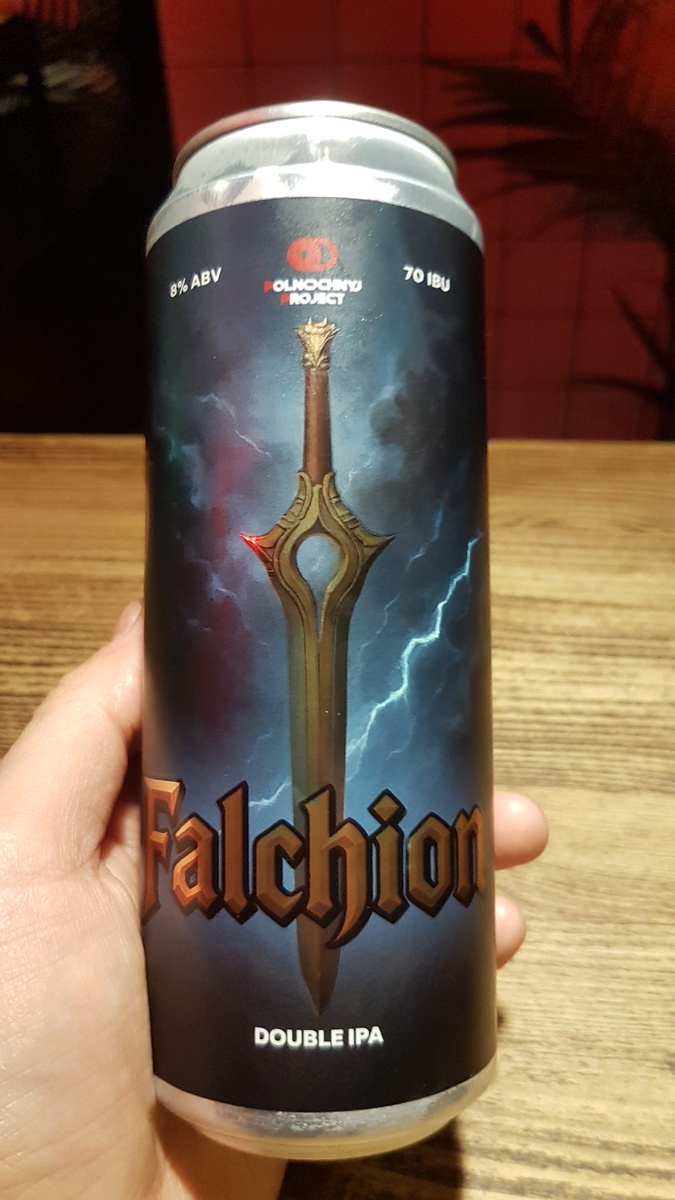 8% ABV
POLNOCHNYJ
PROJECT
70 IBU
Falchion
DOUBLE IPA